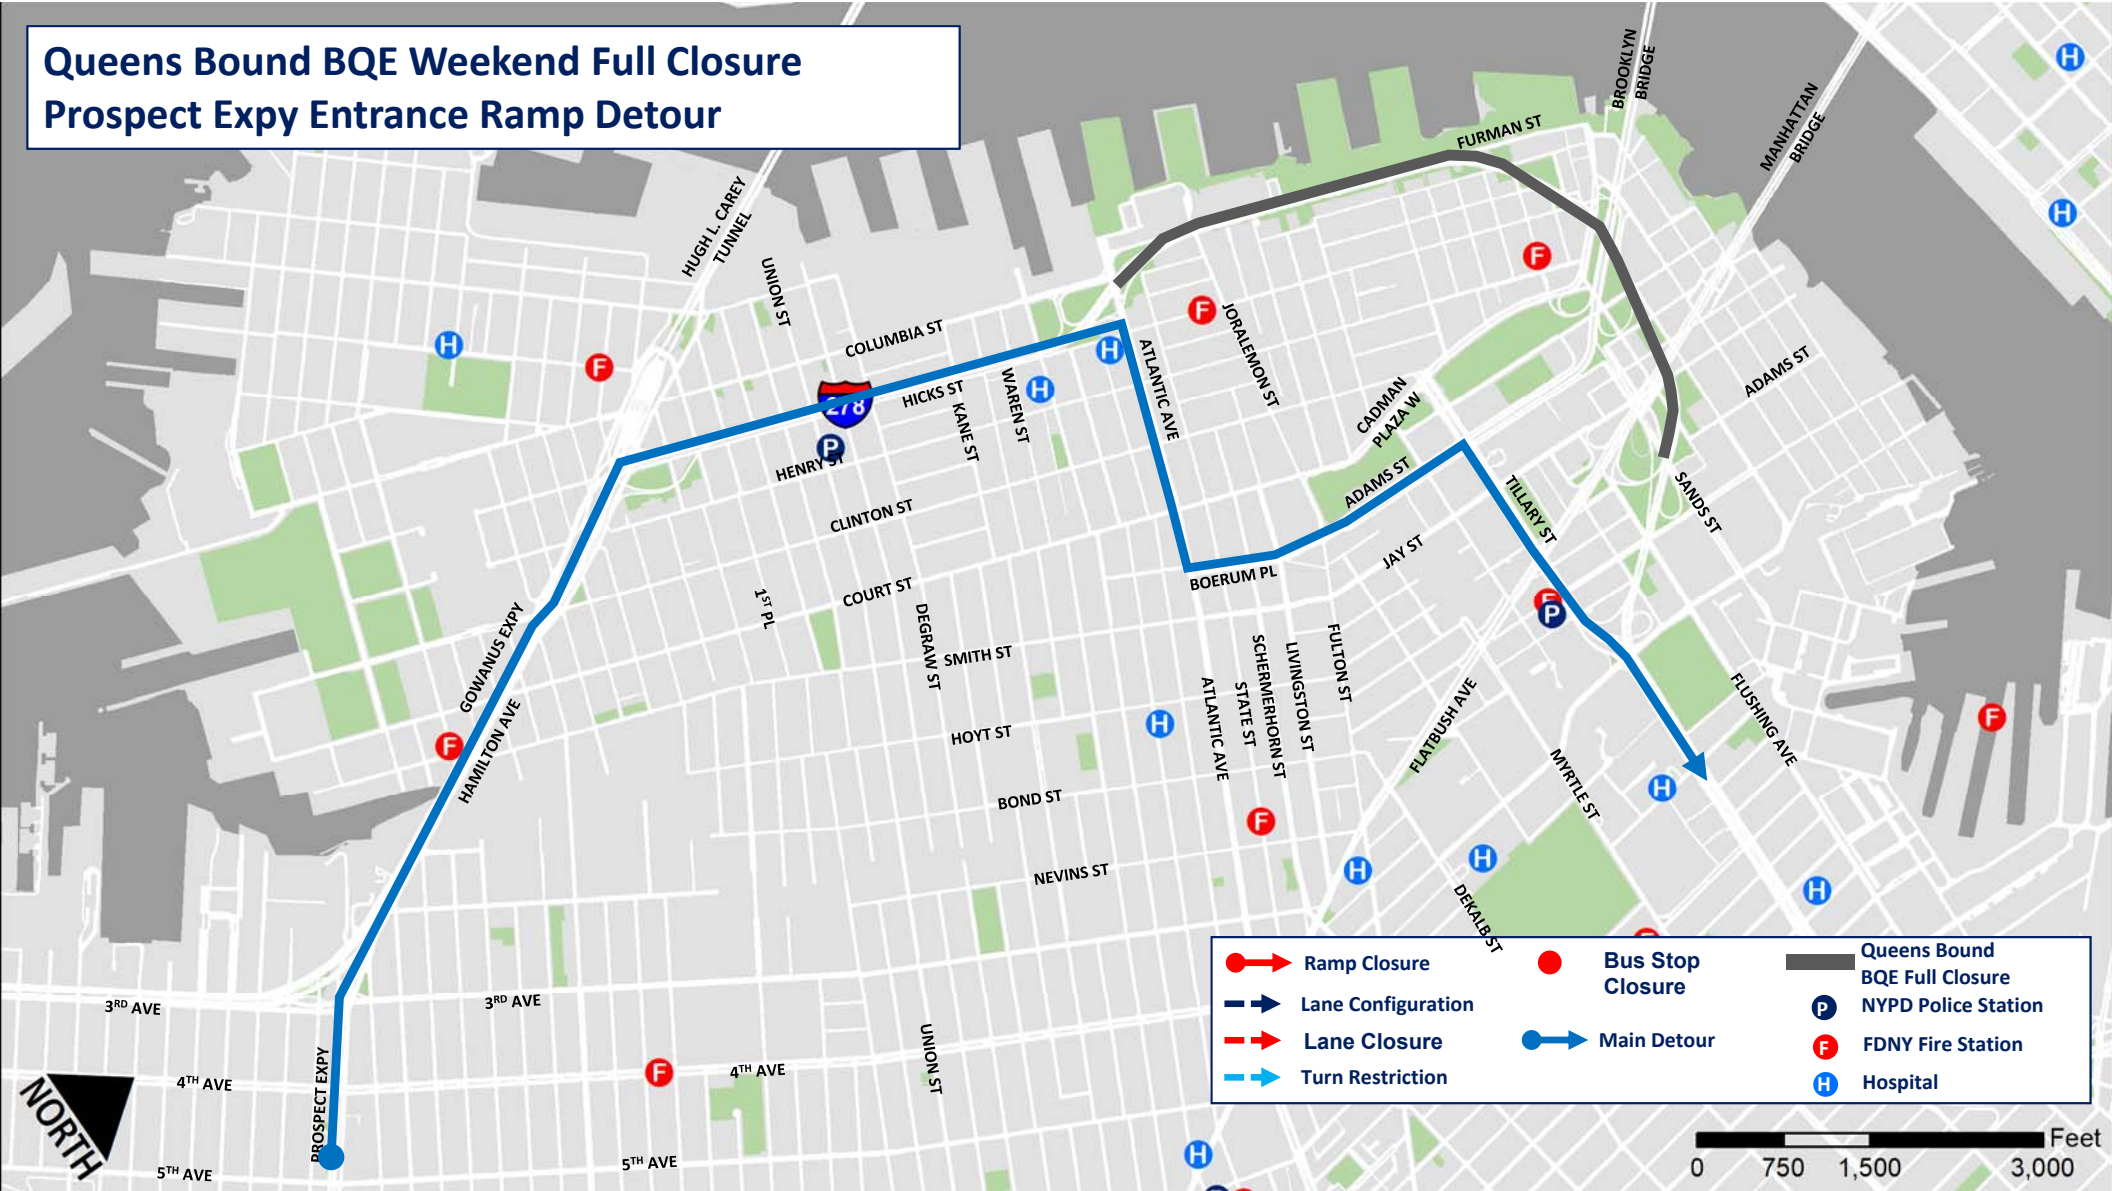 Queens Bound BQE Weekend Full Closure
Prospect Expy Entrance Ramp Detour
BROOKLYN
BRIDGE
MANHATTAN
BRIDGE
FURMAN ST
HUGH L. CAREY
TUNNEL
UNION ST
COLUMBIA ST
ATLANTIC AVE
JORALEMON ST
ADAMS ST
CADMAN
PLAZA W
278
HICKS ST
KANE ST
WAREN ST
HENRY ST
CLINTON ST
ADAMS ST
TILLARY ST
SANDS ST
JAY ST
BOERUM PL
COURT ST
1ST PL
DEGRAW ST
SMITH ST
GOWANUS EXPY
HAMILTON AVE
HOYT ST
ATLANTIC AVE
STATE ST
SCHERMERHORN ST
LIVINGSTON ST
FULTON ST
FLATBUSH AVE
FLUSHING AVE
MYRTLE ST
BOND ST
NEVINS ST
DEKALB ST
3RD AVE
3RD AVE
UNION ST
PROSPECT EXPY
4TH AVE
4TH AVE
5TH AVE
5TH AVE
NORTH
H
H
H
H
H
H
H
H
H
H
H
H
F
F
F
F
F
F
F
F
P
P
Ramp Closure
Lane Configuration
Lane Closure
Turn Restriction
Bus Stop
Closure
Main Detour
Queens Bound
BQE Full Closure
P NYPD Police Station
F FDNY Fire Station
H Hospital
Feet
0 750 1,500 3,000